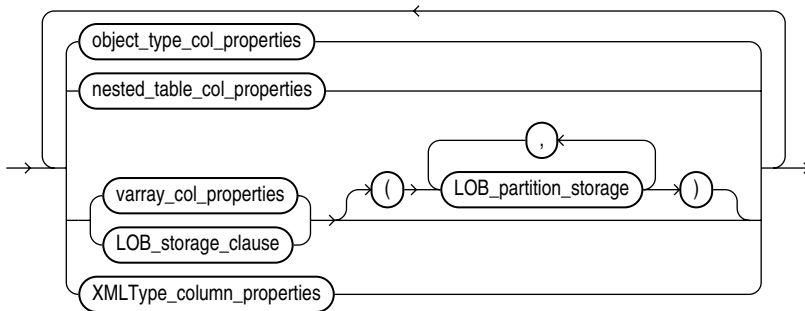 object_type_col_properties
nested_table_col_properties
,
varray_col_properties
( LOB_partition_storage )
LOB_storage_clause
XMLType_column_properties